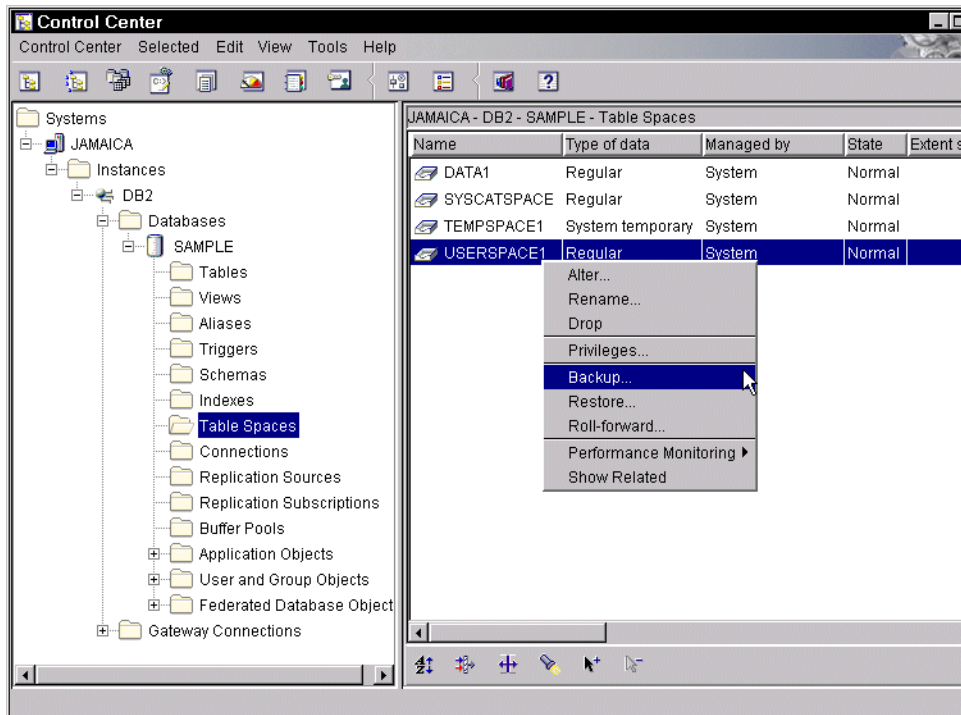 Control Center
Control Center Selected Edit View Tools Help
Systems
JAMAICA
Instances
DB2
Databases
SAMPLE
Tables
Views
Aliases
Triggers
Schemas
Indexes
Table Spaces
Connections
Replication Sources
Replication Subscriptions
Buffer Pools
Application Objects
User and Group Objects
Federated Database Object
Gateway Connections
JAMAICA - DB2 - SAMPLE - Table Spaces
Name Type of data Managed by State Extent s
DATA1 Regular System Normal
SYSCATSPACE Regular System Normal
TEMPSPACE1 System temporary System Normal
USERSPACE1 Regular System Normal
Alter...
Rename...
Drop
Privileges...
Backup...
Restore...
Roll-forward...
Performance Monitoring
Show Related